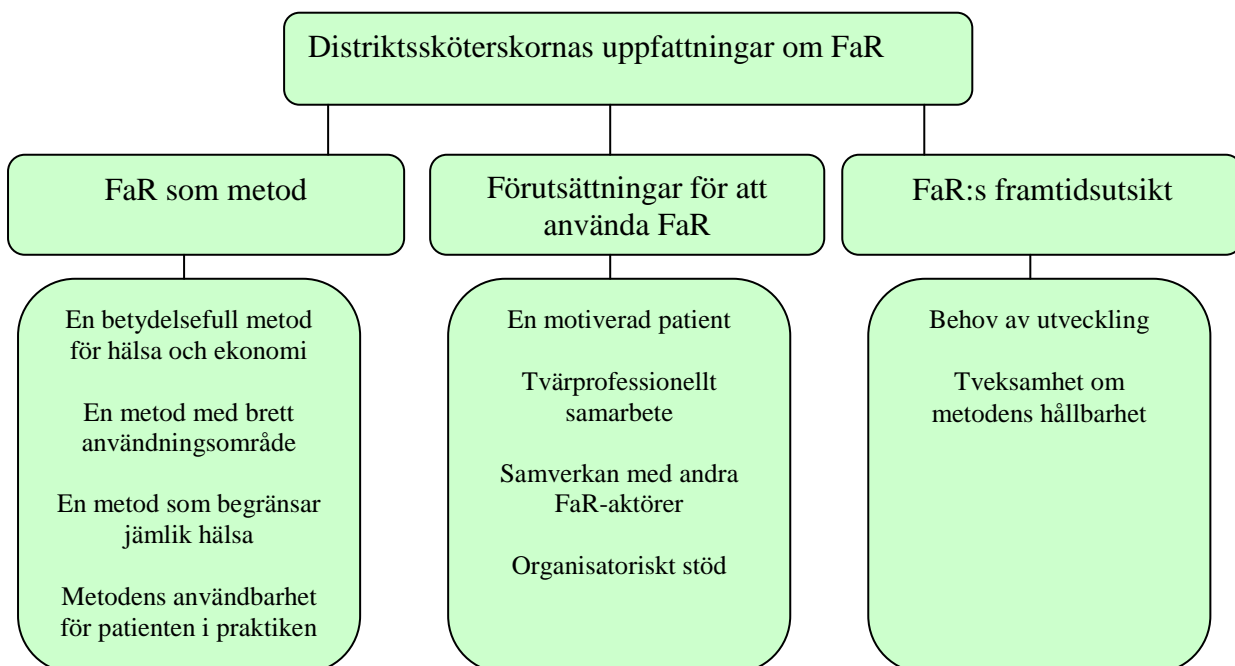 Distriktssköterskornas uppfattningar om FaR
FaR som metod
En betydelsefull metod
för hälsa och ekonomi
En metod med brett
användningsområde
En metod som begränsar
jämlik hälsa
Metodens användbarhet
för patienten i praktiken
Förutsättningar för att
använda FaR
En motiverad patient
Tvärprofessionellt
samarbete
Samverkan med andra
FaR-aktörer
Organisatoriskt stöd
FaR:s framtidsutsikt
Behov av utveckling
Tveksamhet om
metodens hållbarhet